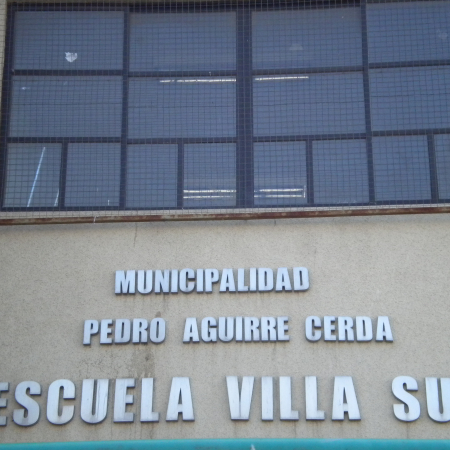 MUNICIPALIDAD
PEDRO AGUIRRE CERDA
ESCUELA VILLA SU